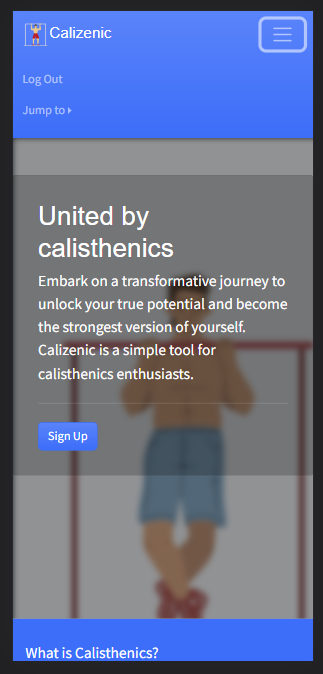 Calizenic
Log Out
Jump to
United by
calisthenics
Embark on a transformative journey to
unlock your true potential and become
the strongest version of yourself.
Calizenic is a simple tool for
calisthenics enthusiasts.
Sign Up
What is Calisthenics?